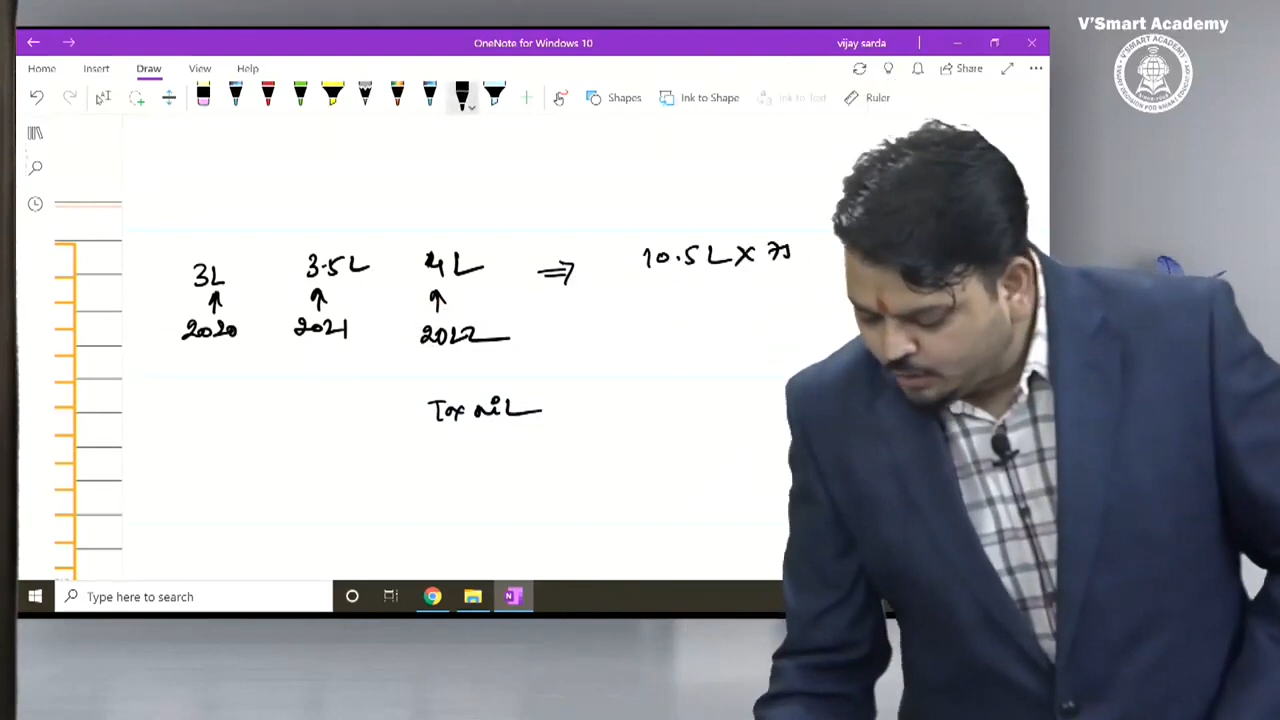 V'Smart Academy
OneNote for Windows 10
vijay sarda
Home Insert Draw View Help
Share
Shapes Ink to Shape Ink to Text Ruler
3L 3.5L 4L ⇒ 10.5L X 75
↑ ↑ ↑
2020 2021 2022
Tax nil
Type here to search